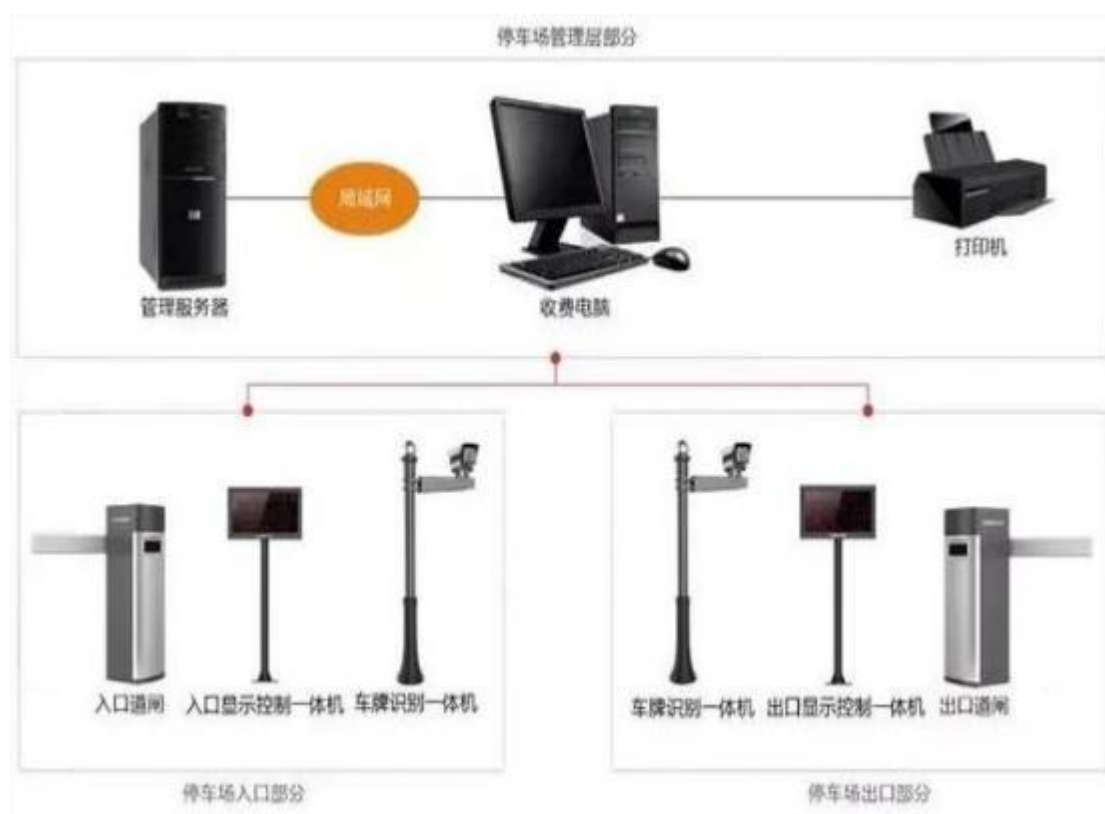 停车场管理层部分
局域网
打印机
管理服务器
收费电脑
入口道闸
入口显示控制一体机
车牌识别一体机
车牌识别一体机
出口显示控制一体机
出口道闸
停车场入口部分
停车场出口部分